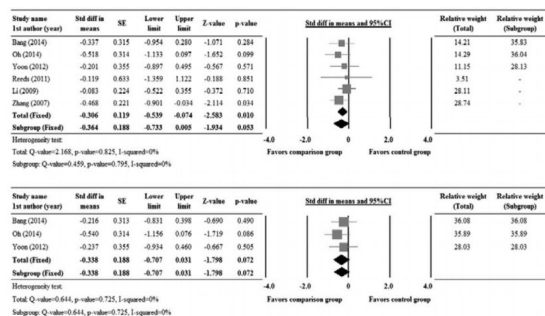 Study name Std diff in SE Lower Upper Z-value p-value Std diff in means and 95%CI Relative weight Relative weight
1st author (year) means limit limit (Total) (Subgroup)
Bang (2014) -0.337 0.315 -0.954 0.280 -1.071 0.284 14.21 35.83
Oh (2014) -0.518 0.314 -1.133 0.097 -1.652 0.099 14.29 36.04
Yoon (2012) -0.201 0.355 -0.897 0.495 -0.567 0.571 11.15 28.13
Reeds (2011) -0.119 0.633 -1.359 1.122 -0.188 0.851 3.51 -
Li (2009) -0.083 0.224 -0.522 0.355 -0.372 0.710 28.11 -
Zhang (2007) -0.468 0.221 -0.901 -0.034 -2.114 0.034 28.74 -
Total (Fixed) -0.306 0.119 -0.539 -0.074 -2.583 0.010
Subgroup (Fixed) -0.364 0.188 -0.733 0.005 -1.934 0.053
-4 0 4
Heterogeneity test: Favors comparison group Favors control group
Total: Q-value=2.168, p-value=0.825, I-squared=0%
Subgroup: Q-value=0.459, p-value=0.795, I-squared=0%
Study name Std diff in SE Lower Upper Z-value p-value Std diff in means and 95%CI Relative weight Relative weight
1st author (year) means limit limit (Total) (Subgroup)
Bang (2014) -0.216 0.313 -0.831 0.398 -0.690 0.490 36.08 36.08
Oh (2014) -0.540 0.314 -1.156 0.076 -1.719 0.086 35.89 35.89
Yoon (2012) -0.237 0.355 -0.934 0.460 -0.667 0.505 28.03 28.03
Total (Fixed) -0.338 0.188 -0.707 0.031 -1.798 0.072
Subgroup (Fixed) -0.338 0.188 -0.707 0.031 -1.798 0.072
-4 0 4
Heterogeneity test: Favors comparison group Favors control group
Total: Q-value=0.644, p-value=0.725, I-squared=0%
Subgroup: Q-value=0.644, p-value=0.725, I-squared=0%